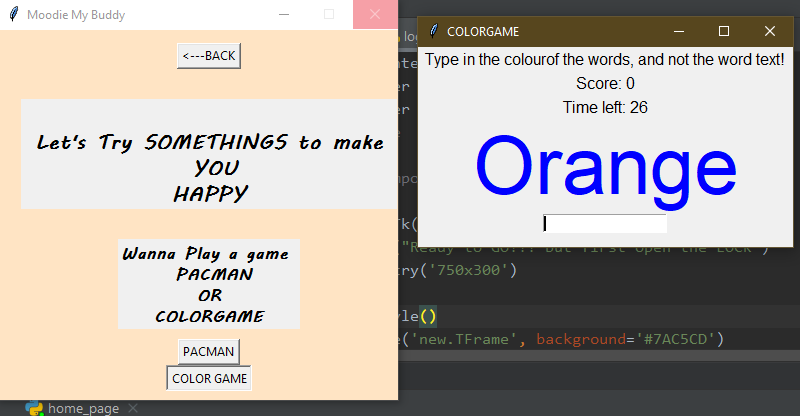 Moodie My Buddy
<---BACK
Let's Try SOMETHINGS to make
YOU
HAPPY
Wanna Play a game
PACMAN
OR
COLORGAME
PACMAN
COLOR GAME
COLORGAME
Type in the colourof the words, and not the word text!
Score: 0
Time left: 26
Orange
"Ready to Go??? But first Open the Lock")
try('750x300')
yle()
e('new.TFrame', background='#7AC5CD')
home_page